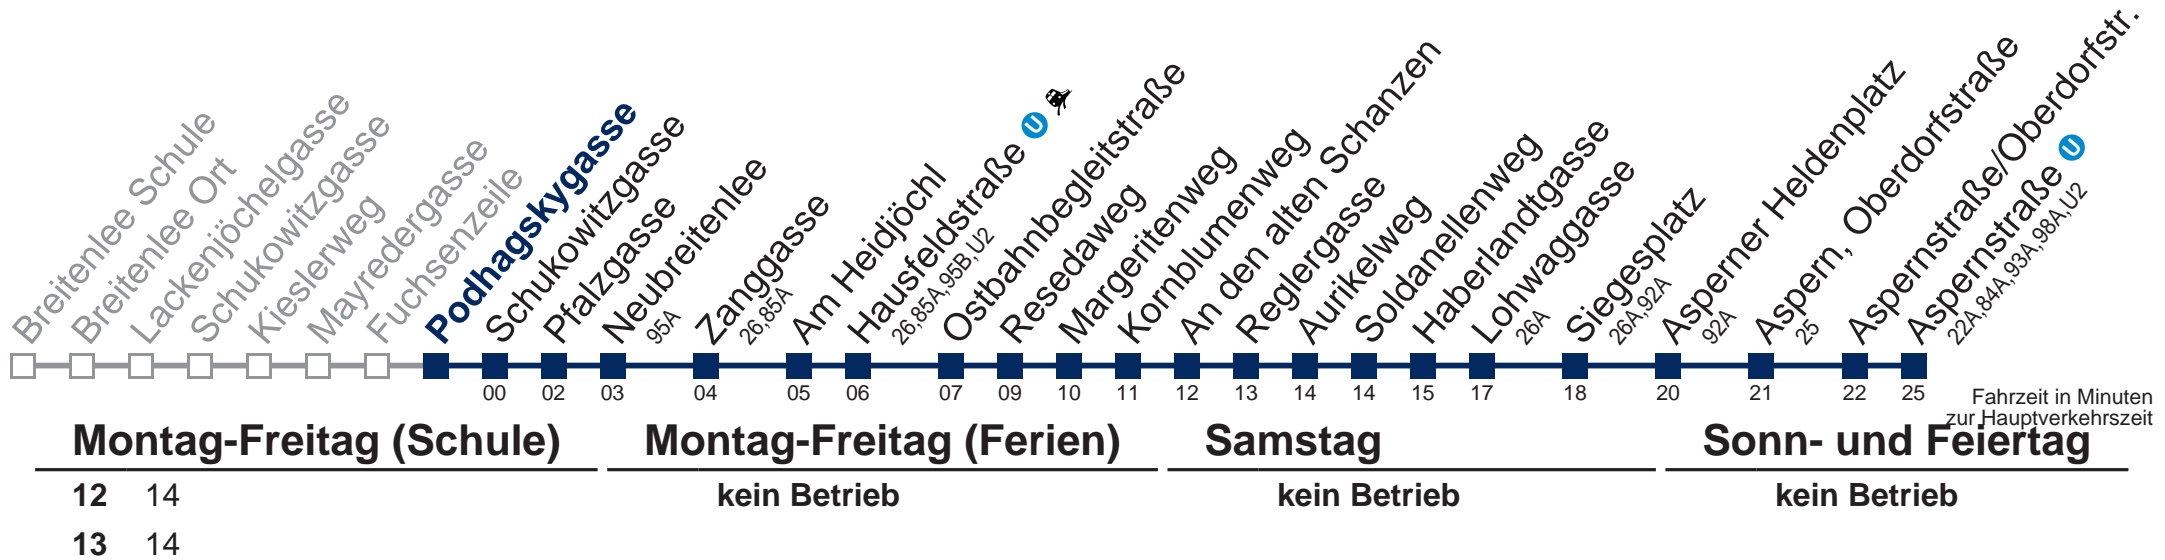 Breitenlee Schule
Breitenlee Ort
Lackenjöchelgasse
Schukowitzgasse
Kieslerweg
Mayredergasse
Fuchsenzeile
Podhagskygasse
Schukowitzgasse
Pfalzgasse
Neubreitenlee
95A
Zanggasse
26,85A
Am Heidjöchl
Hausfeldstraße U
26,85A,95B,U2
Ostbahnbegleitstraße
Resedaweg
Margeritenweg
Kornblumenweg
An den alten Schanzen
Reglergasse
Aurikelweg
Soldanellenweg
Haberlandtgasse
Lohwaggasse
26A
Siegesplatz
26A,92A
Asperner Heldenplatz
92A
Aspern, Oberdorfstraße
25
Aspernstraße/Oberdorfstr.
Aspernstraße U
22A,84A,93A,98A,U2
00 02 03 04 05 06 07 09 10 11 12 13 14 14 15 17 18 20 21 22 25
Fahrzeit in Minuten
zur Hauptverkehrszeit
Montag-Freitag (Schule) Montag-Freitag (Ferien) Samstag Sonn- und Feiertag
12 14 kein Betrieb kein Betrieb kein Betrieb
13 14